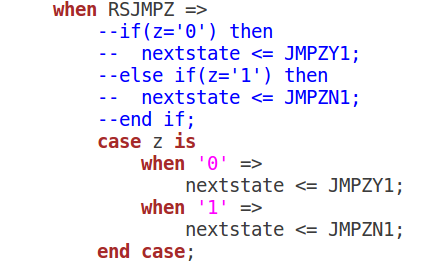 when RSJMPZ =>
    --if(z='0') then
    --  nextstate <= JMPZY1;
    --else if(z='1') then
    --  nextstate <= JMPZN1;
    --end if;
    case z is
        when '0' =>
            nextstate <= JMPZY1;
        when '1' =>
            nextstate <= JMPZN1;
    end case;